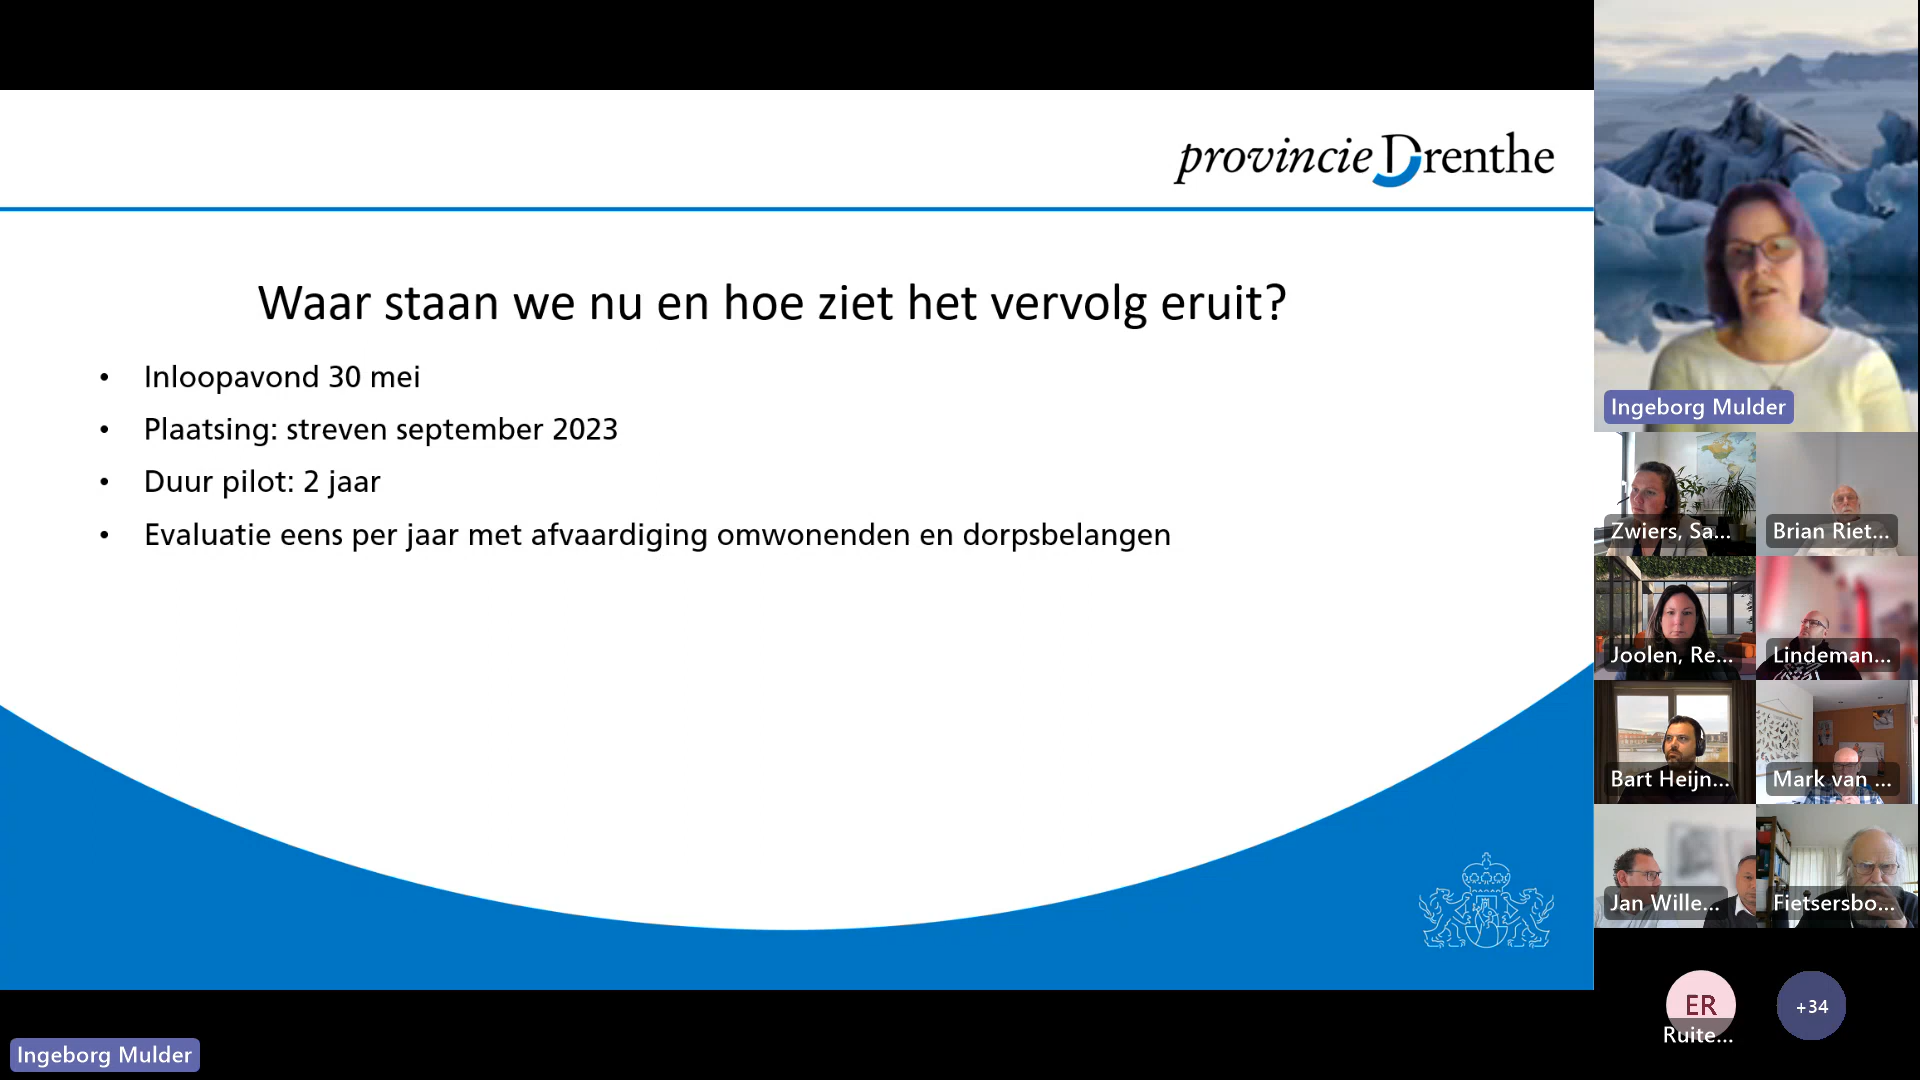 provincie Drenthe
Waar staan we nu en hoe ziet het vervolg eruit?
• Inloopavond 30 mei
• Plaatsing: streven september 2023
• Duur pilot: 2 jaar
• Evaluatie eens per jaar met afvaardiging omwonenden en dorpsbelangen
Ingeborg Mulder
Ingeborg Mulder
Zwiers, Sa...
Brian Riet...
Joolen, Re...
Lindeman...
Bart Heijn...
Mark van ...
Jan Wille...
Fietsersbo...
ER
+34
Ruite...